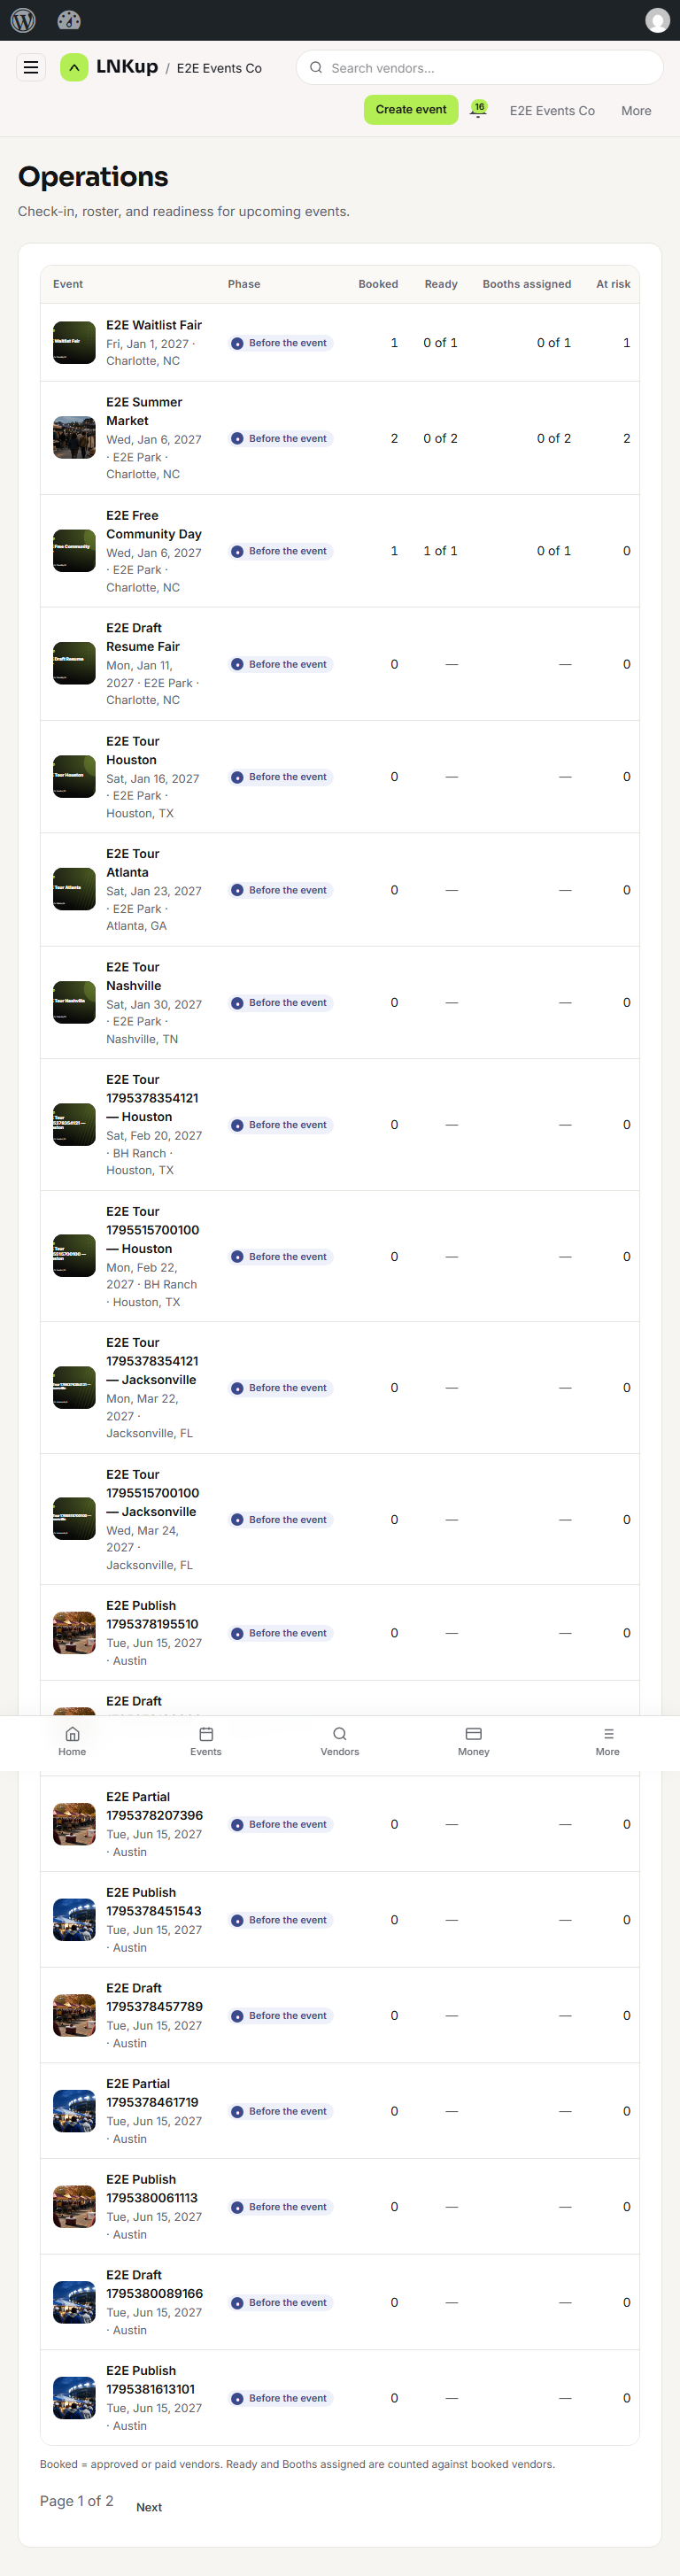 LNKup / E2E Events Co
Search vendors...
Create event
16
E2E Events Co
More
Operations
Check-in, roster, and readiness for upcoming events.
Event Phase Booked Ready Booths assigned At risk
E2E Waitlist Fair
Fri, Jan 1, 2027 ·
Charlotte, NC
Before the event 1 0 of 1 0 of 1 1
E2E Summer
Market
Wed, Jan 6, 2027
· E2E Park ·
Charlotte, NC
Before the event 2 0 of 2 0 of 2 2
E2E Free
Community Day
Wed, Jan 6, 2027
· E2E Park ·
Charlotte, NC
Before the event 1 1 of 1 0 of 1 0
E2E Draft
Resume Fair
Mon, Jan 11,
2027 · E2E Park ·
Charlotte, NC
Before the event 0 — — 0
E2E Tour
Houston
Sat, Jan 16, 2027
· E2E Park ·
Houston, TX
Before the event 0 — — 0
E2E Tour
Atlanta
Sat, Jan 23, 2027
· E2E Park ·
Atlanta, GA
Before the event 0 — — 0
E2E Tour
Nashville
Sat, Jan 30, 2027
· E2E Park ·
Nashville, TN
Before the event 0 — — 0
E2E Tour
1795378354121
— Houston
Sat, Feb 20, 2027
· BH Ranch ·
Houston, TX
Before the event 0 — — 0
E2E Tour
1795515700100
— Houston
Mon, Feb 22,
2027 · BH Ranch
· Houston, TX
Before the event 0 — — 0
E2E Tour
1795378354121
— Jacksonville
Mon, Mar 22,
2027 ·
Jacksonville, FL
Before the event 0 — — 0
E2E Tour
1795515700100
— Jacksonville
Wed, Mar 24,
2027 ·
Jacksonville, FL
Before the event 0 — — 0
E2E Publish
1795378195510
Tue, Jun 15, 2027
· Austin
Before the event 0 — — 0
E2E Draft
Home Events Vendors Money More
E2E Partial
1795378207396
Tue, Jun 15, 2027
· Austin
Before the event 0 — — 0
E2E Publish
1795378451543
Tue, Jun 15, 2027
· Austin
Before the event 0 — — 0
E2E Draft
1795378457789
Tue, Jun 15, 2027
· Austin
Before the event 0 — — 0
E2E Partial
1795378461719
Tue, Jun 15, 2027
· Austin
Before the event 0 — — 0
E2E Publish
1795380061113
Tue, Jun 15, 2027
· Austin
Before the event 0 — — 0
E2E Draft
1795380089166
Tue, Jun 15, 2027
· Austin
Before the event 0 — — 0
E2E Publish
1795381613101
Tue, Jun 15, 2027
· Austin
Before the event 0 — — 0
Booked = approved or paid vendors. Ready and Booths assigned are counted against booked vendors.
Page 1 of 2 Next